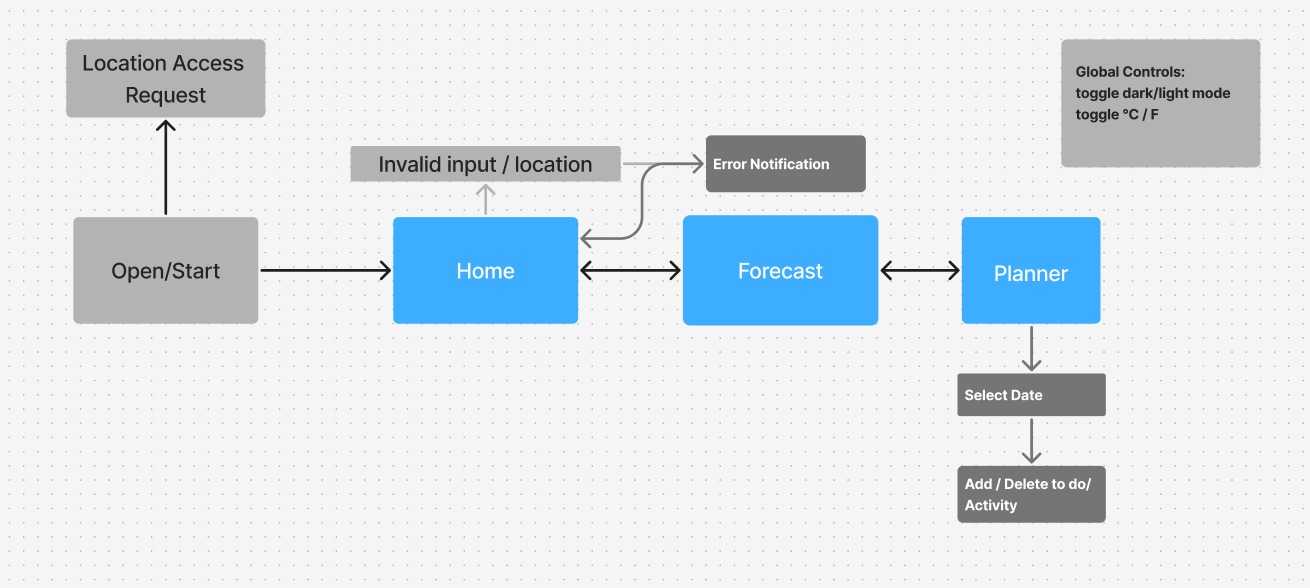 Location Access
Request
Global Controls:
toggle dark/light mode
toggle °C / F
Invalid input / location
Error Notification
Open/Start
Home
Forecast
Planner
Select Date
Add / Delete to do/
Activity